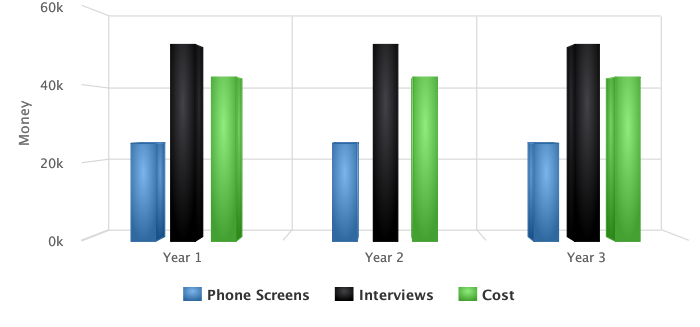 60k
40k
20k
0k
Money
Year 1
Year 2
Year 3
Phone Screens
Interviews
Cost